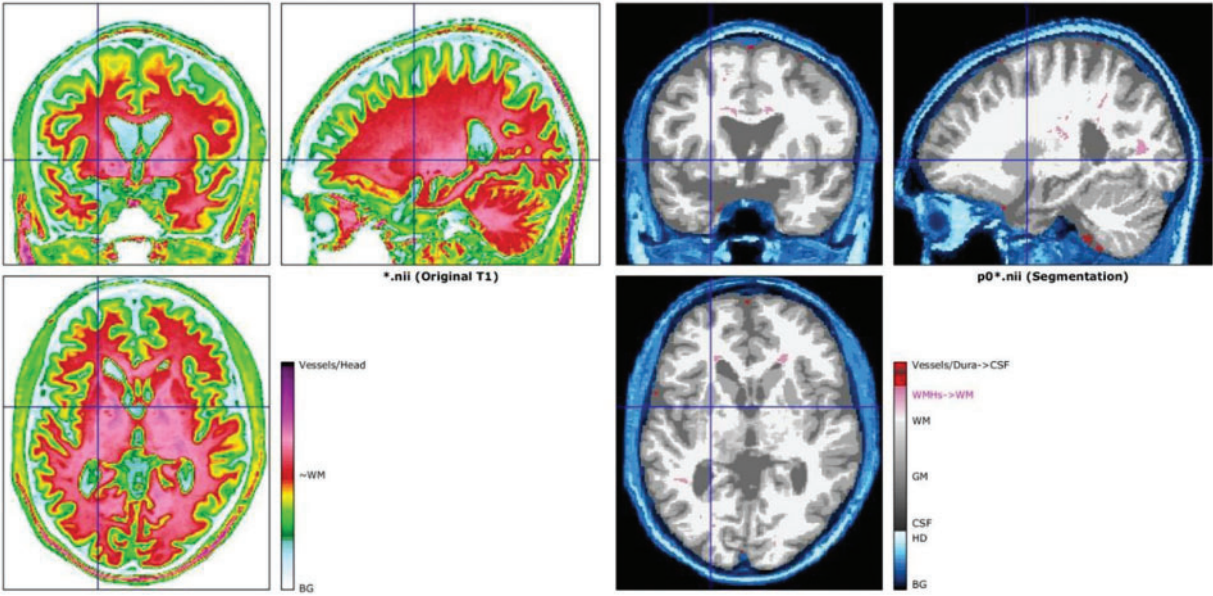 *.nii (Original T1)
p0*.nii (Segmentation)
Vessels/Head
~WM
BG
Vessels/Dura->CSF
WMHs->WM
WM
GM
CSF
HD
BG